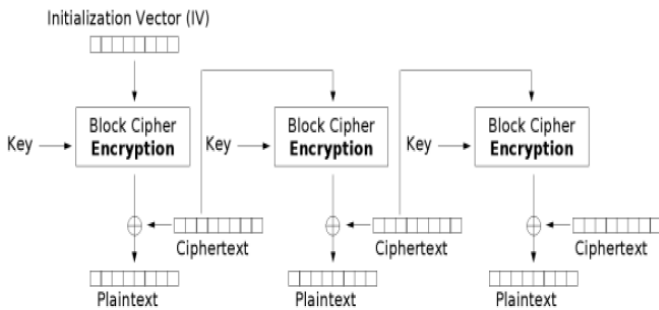 Initialization Vector (IV)
Key
Block Cipher
Encryption
Key
Block Cipher
Encryption
Key
Block Cipher
Encryption
Ciphertext
Ciphertext
Ciphertext
Plaintext
Plaintext
Plaintext